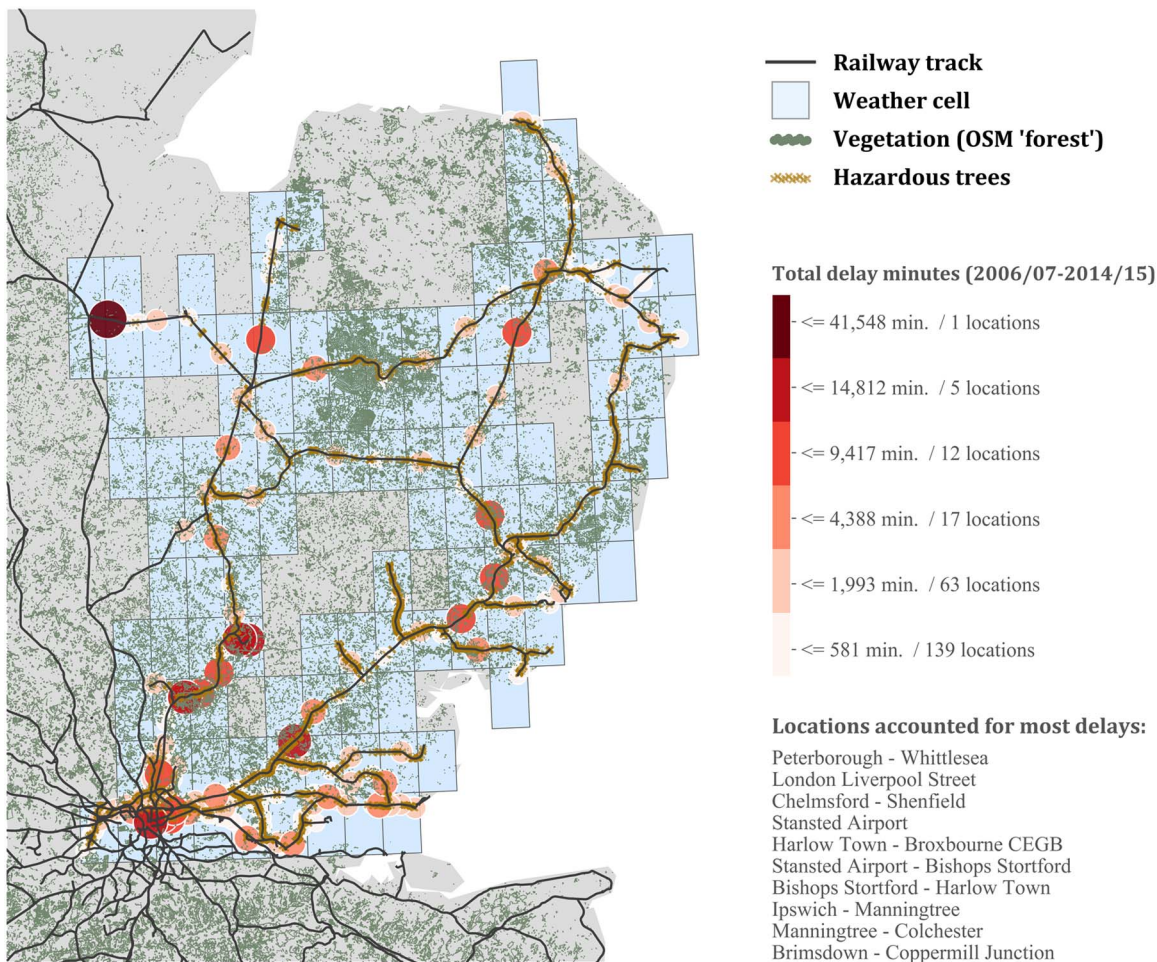 Railway track
Weather cell
Vegetation (OSM 'forest')
Hazardous trees
Total delay minutes (2006/07-2014/15)
<= 41,548 min. / 1 locations
<= 14,812 min. / 5 locations
<= 9,417 min. / 12 locations
<= 4,388 min. / 17 locations
<= 1,993 min. / 63 locations
<= 581 min. / 139 locations
Locations accounted for most delays:
Peterborough - Whittlesea
London Liverpool Street
Chelmsford - Shenfield
Stansted Airport
Harlow Town - Broxbourne CEGB
Stansted Airport - Bishops Stortford
Bishops Stortford - Harlow Town
Ipswich - Manningtree
Manningtree - Colchester
Brimsdown - Coppermill Junction